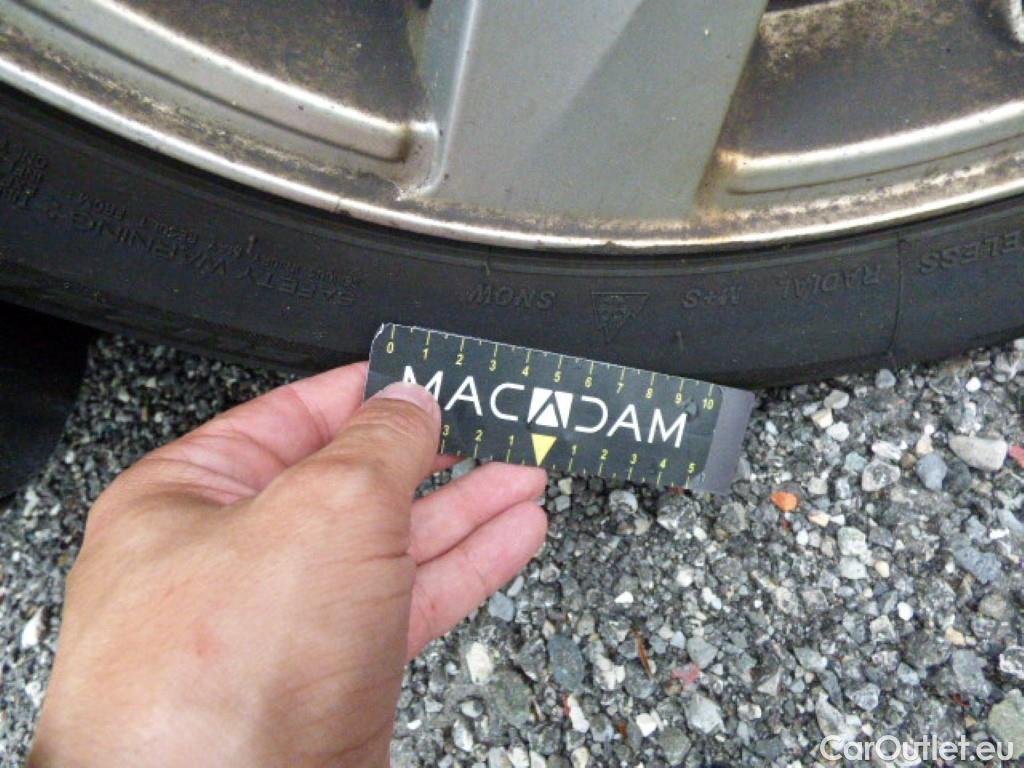 SAFETY WARNING
SNOW
M+S
RADIAL
0 1 2 3 4 5 6 7 8 9 10
MACADAM
3 2 1 1 2 3 4 5
CarOutlet.eu